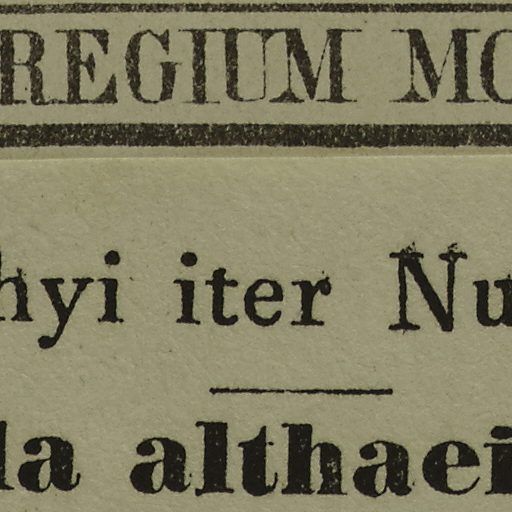 REGIUM MO
hyi iter Nu
la althaei